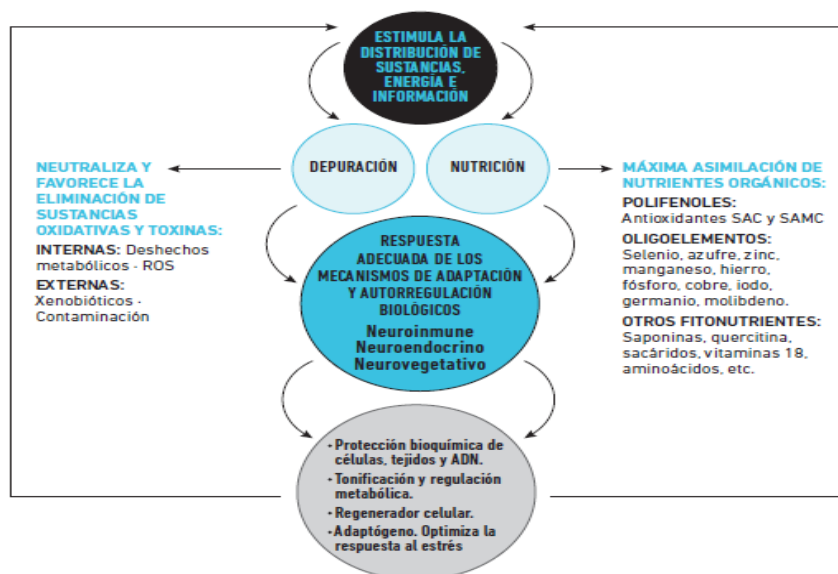 ESTIMULA LA
DISTRIBUCIÓN DE
SUSTANCIAS,
ENERGÍA E
INFORMACIÓN
DEPURACIÓN
NUTRICIÓN
NEUTRALIZA Y
FAVORECE LA
ELIMINACIÓN DE
SUSTANCIAS
OXIDATIVAS Y TOXINAS:
INTERNAS: Deshechos
metabólicos - ROS
EXTERNAS:
Xenobióticos -
Contaminación
MÁXIMA ASIMILACIÓN DE
NUTRIENTES ORGÁNICOS:
POLIFENOLES:
Antioxidantes SAC y SAMC
OLIGOELEMENTOS:
Selenio, azufre, zinc,
manganeso, hierro,
fósforo, cobre, iodo,
germanio, molibdeno.
OTROS FITONUTRIENTES:
Saponinas, quercitina,
sacáridos, vitaminas 18,
aminoácidos, etc.
RESPUESTA
ADECUADA DE LOS
MECANISMOS DE ADAPTACIÓN
Y AUTORREGULACIÓN
BIOLÓGICOS
Neuroinmune
Neuroendocrino
Neurovegetativo
- Protección bioquímica de
células, tejidos y ADN.
- Tonificación y regulación
metabólica.
- Regenerador celular.
- Adaptógeno. Optimiza la
respuesta al estrés